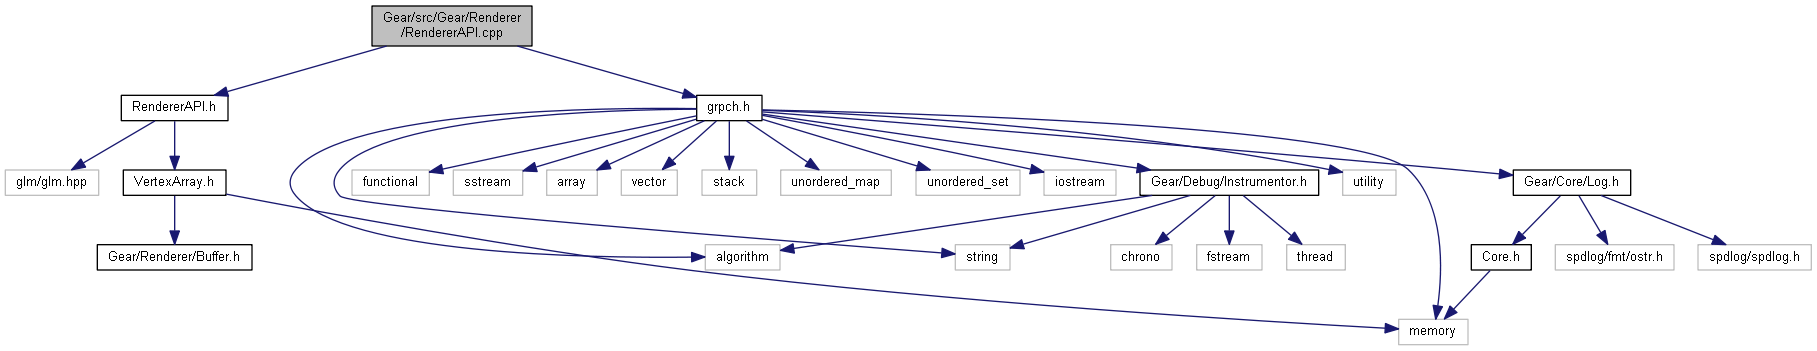 Gear/src/Gear/Renderer
/RendererAPI.cpp
RendererAPI.h
grpch.h
glm/glm.hpp
VertexArray.h
functional
sstream
array
vector
stack
unordered_map
unordered_set
iostream
Gear/Debug/Instrumentor.h
utility
Gear/Core/Log.h
Gear/Renderer/Buffer.h
algorithm
string
chrono
fstream
thread
Core.h
spdlog/fmt/ostr.h
spdlog/spdlog.h
memory